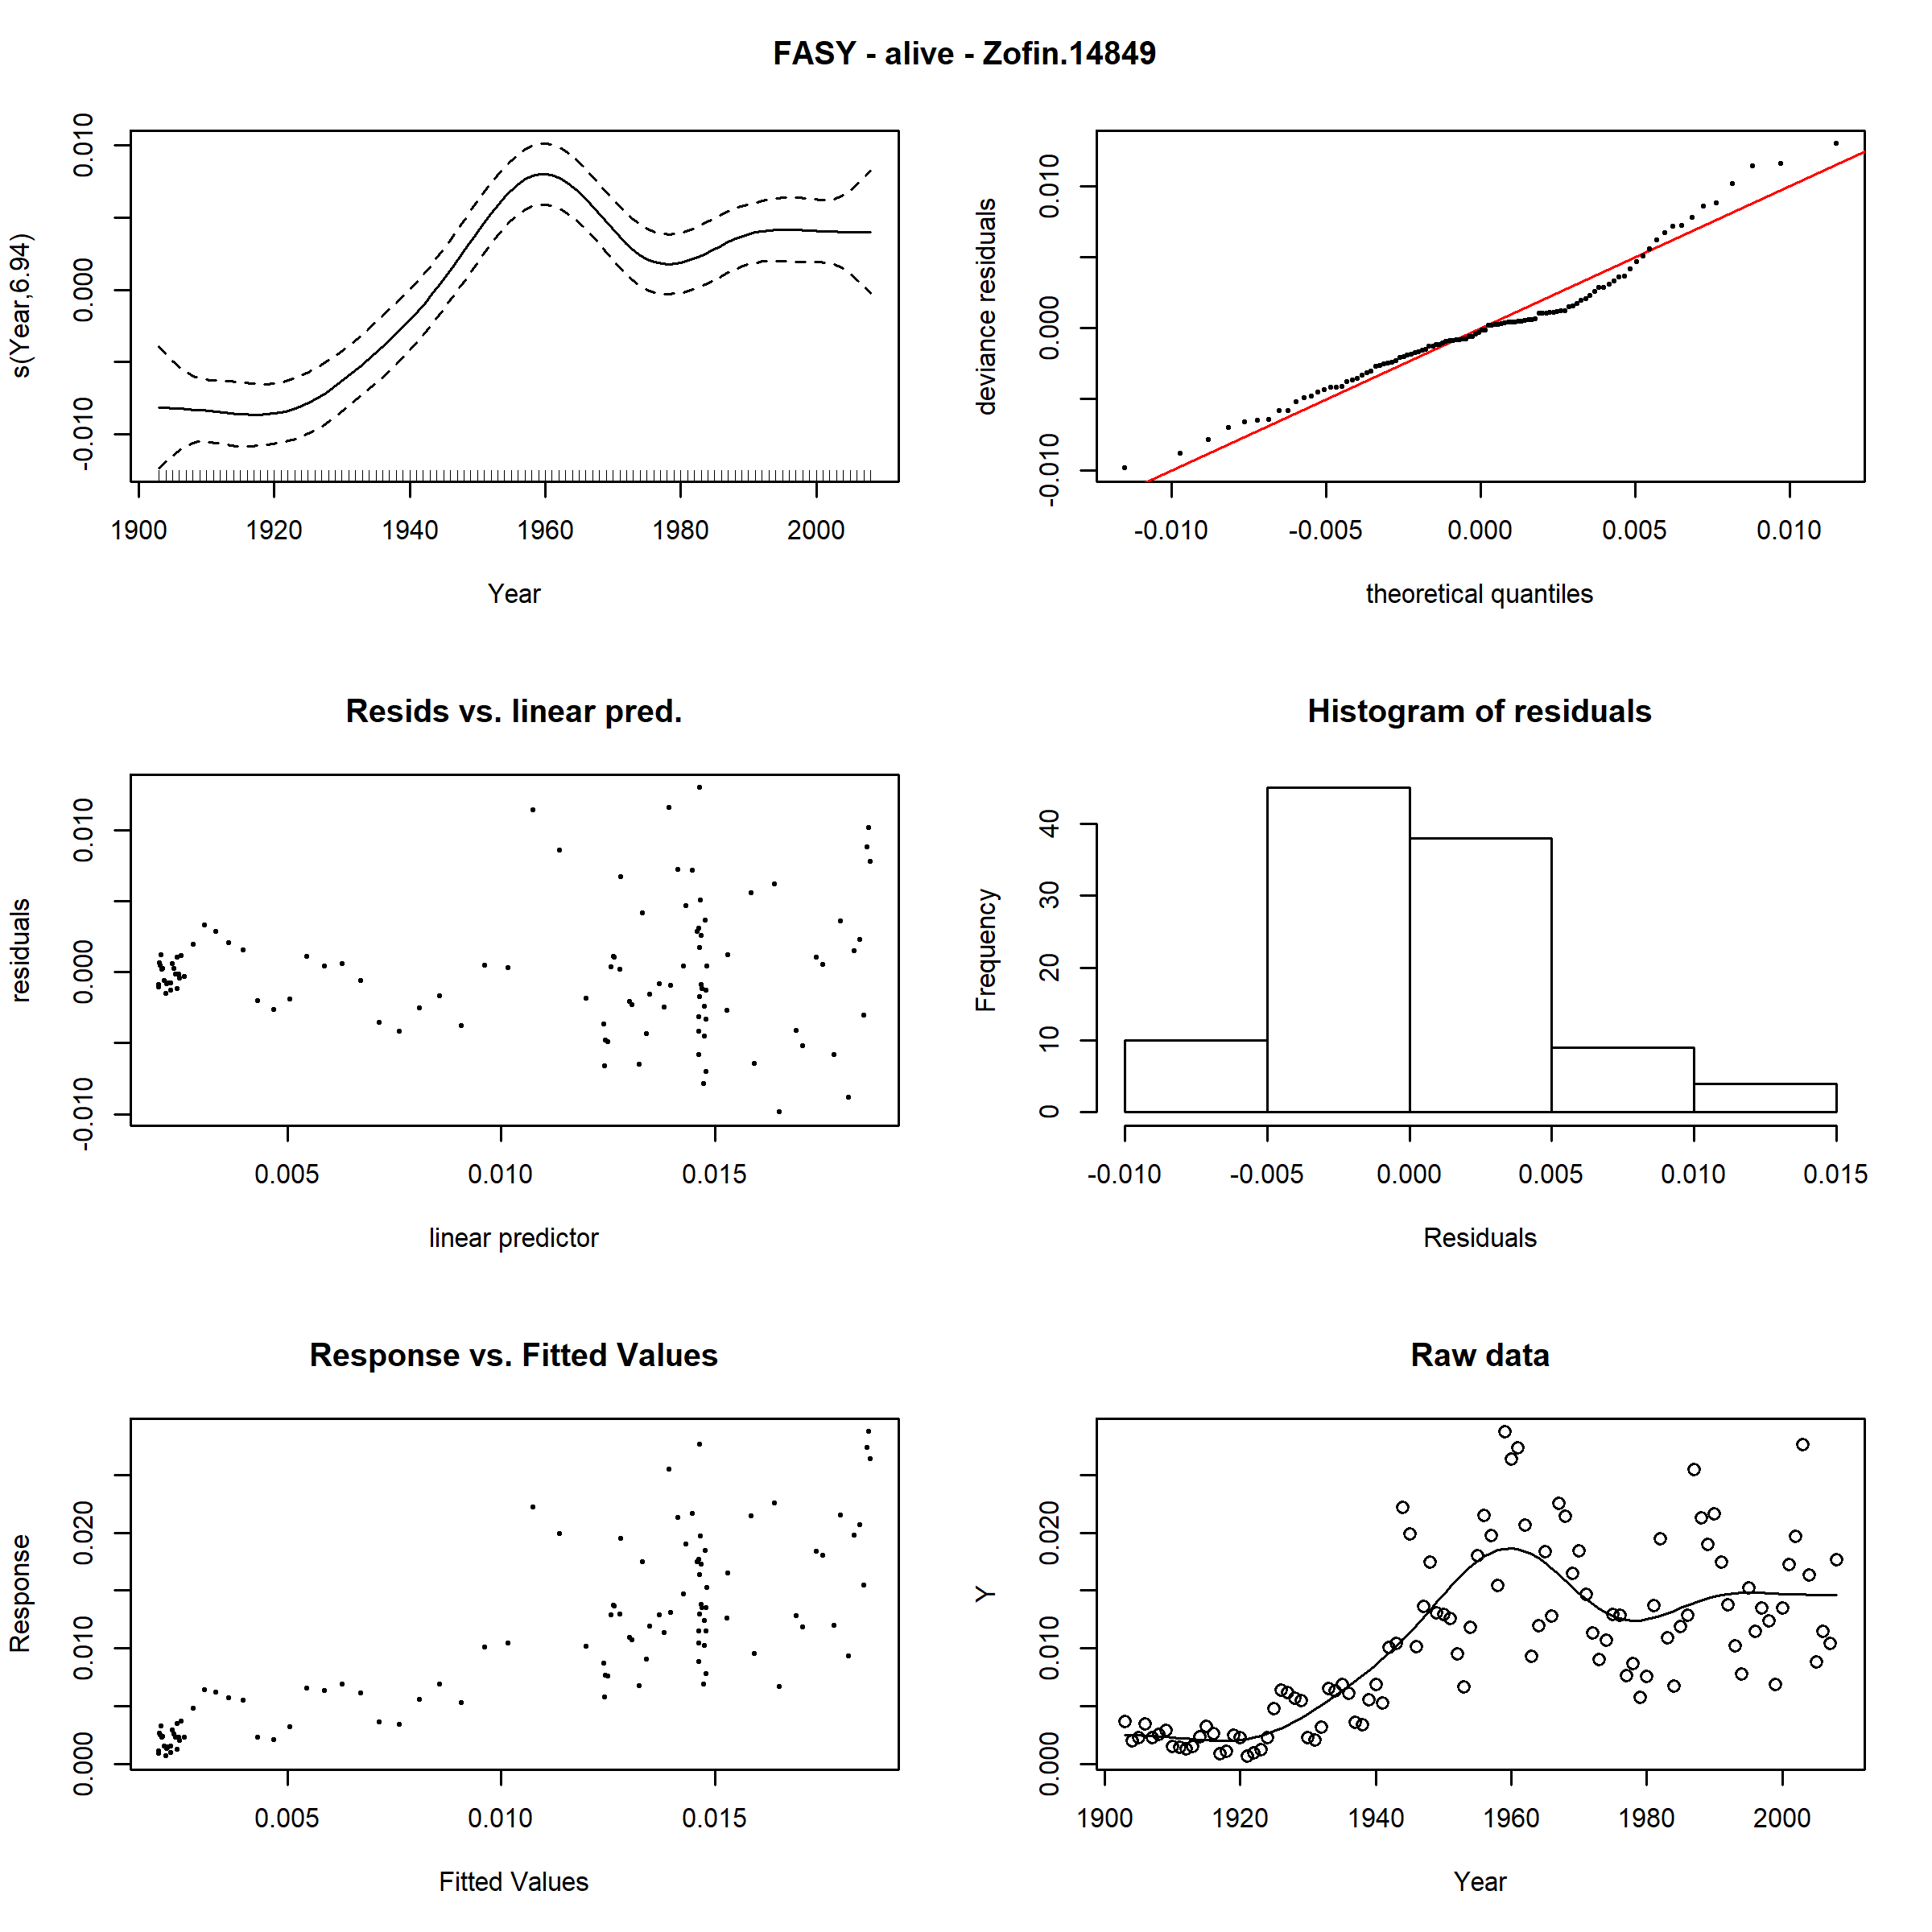 FASY - alive - Zofin.14849
s(Year,6.94)
0.010
0.000
-0.010
1900 1920 1940 1960 1980 2000
Year
deviance residuals
0.010
0.000
-0.010
-0.010 -0.005 0.000 0.005 0.010
theoretical quantiles
Resids vs. linear pred.
residuals
0.010
0.000
-0.010
0.005 0.010 0.015
linear predictor
Histogram of residuals
Frequency
40
30
20
10
0
-0.010 -0.005 0.000 0.005 0.010 0.015
Residuals
Response vs. Fitted Values
Response
0.020
0.010
0.000
0.005 0.010 0.015
Fitted Values
Raw data
Y
0.020
0.010
0.000
1900 1920 1940 1960 1980 2000
Year